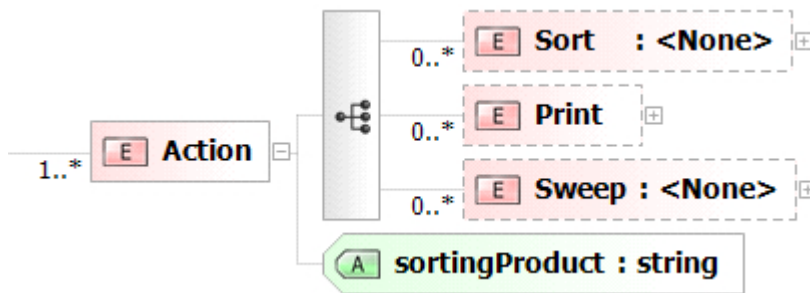 E Sort : <None>
0..*
E Action
1..*
E Print
0..*
E Sweep : <None>
0..*
A sortingProduct : string